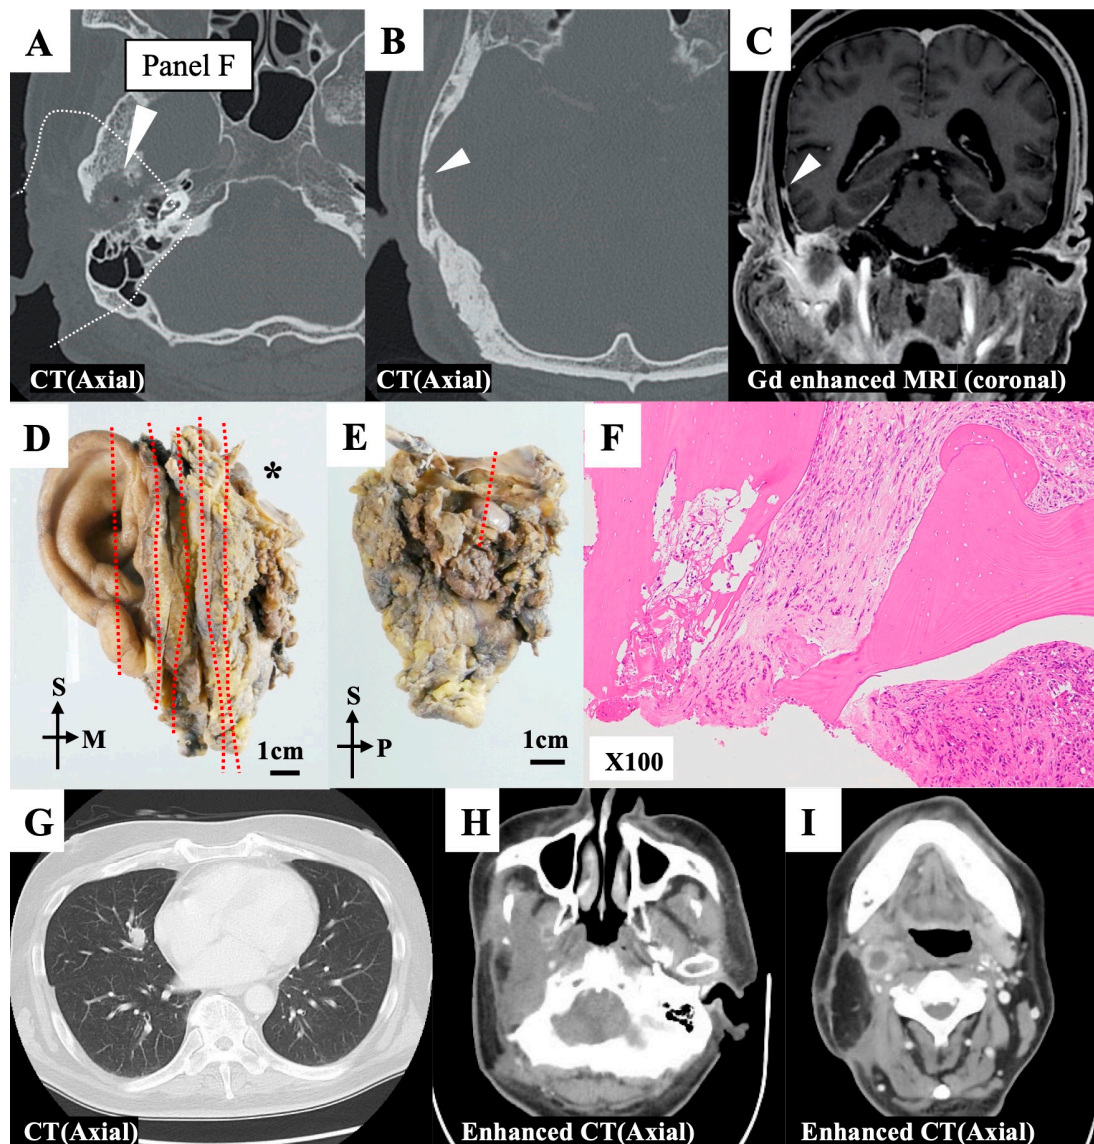 A
Panel F
CT(Axial)
B
CT(Axial)
C
Gd enhanced MRI (coronal)
D
*
S
M
1cm
E
S
P
1cm
F
X100
G
CT(Axial)
H
Enhanced CT(Axial)
I
Enhanced CT(Axial)